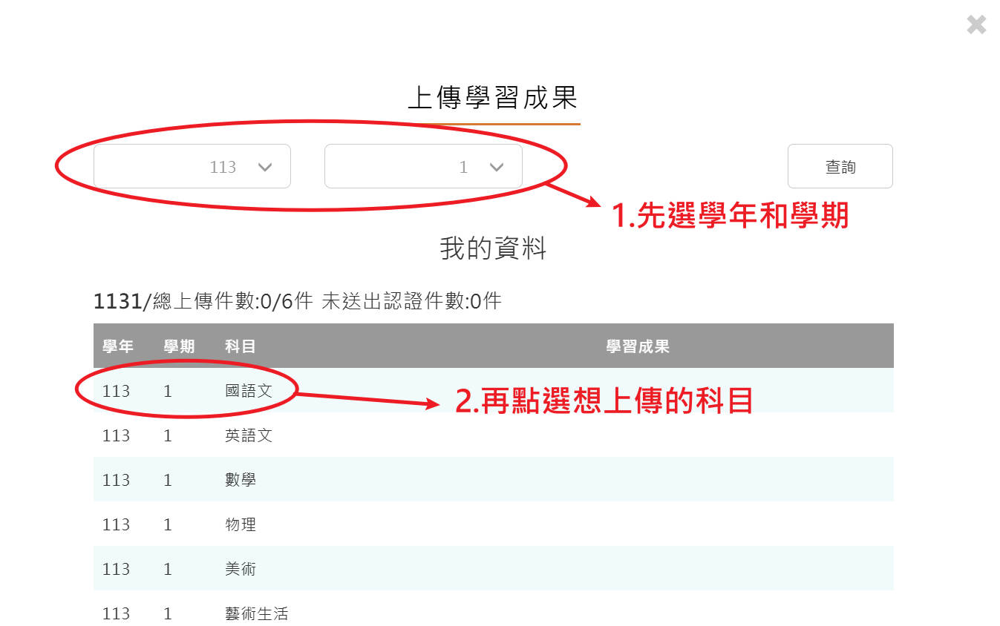 上傳學習成果
113 1 查詢
1.先選學年和學期
我的資料
1131/總上傳件數:0/6件 未送出認證件數:0件
學年 學期 科目 學習成果
113 1 國語文
2.再點選想上傳的科目
113 1 英語文
113 1 數學
113 1 物理
113 1 美術
113 1 藝術生活